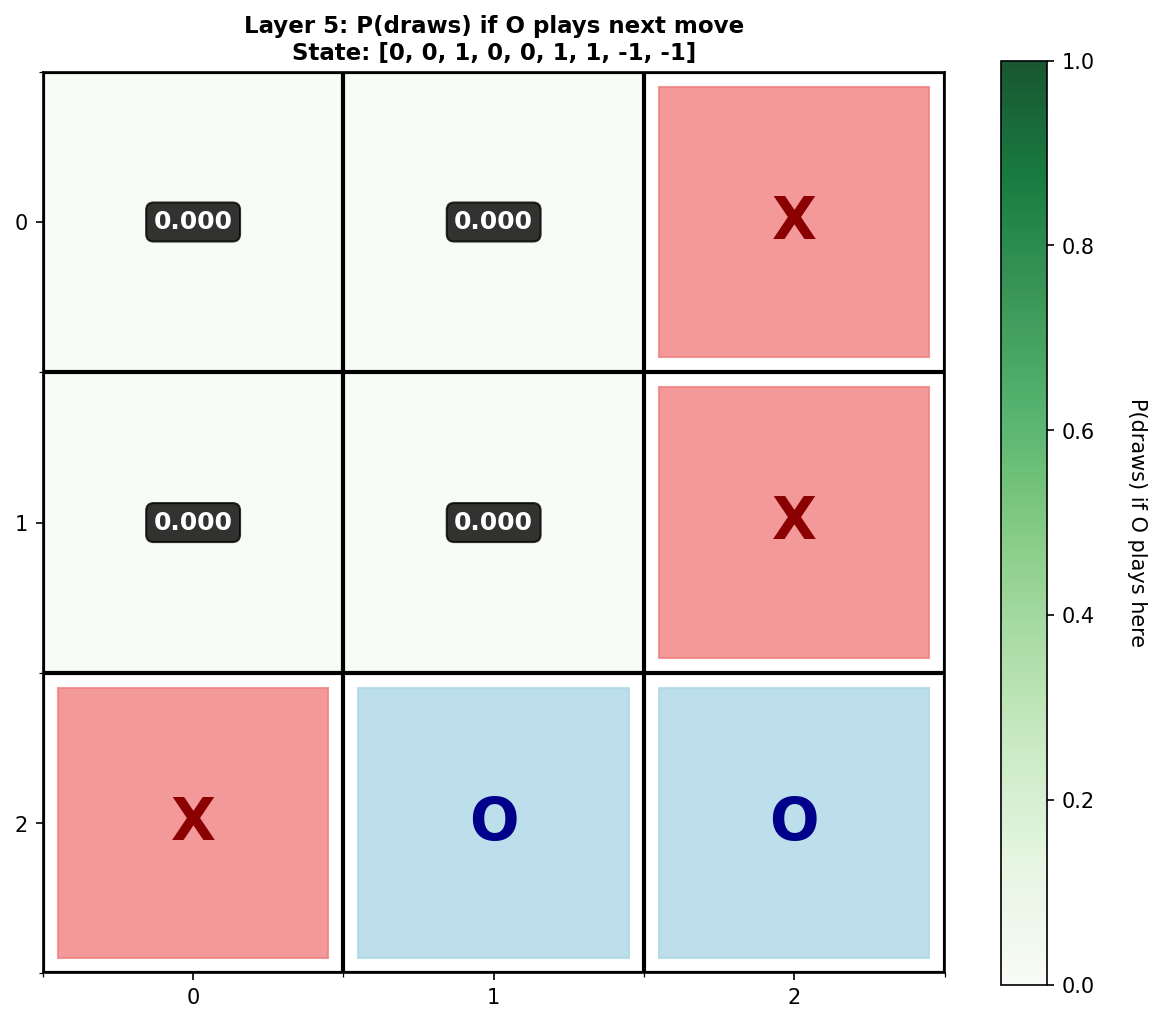 Layer 5: P(draws) if O plays next move
State: [0, 0, 1, 0, 0, 1, 1, -1, -1]
0
0.000
0.000
X
1
0.000
0.000
X
2
X
O
O
0
1
2
1.0
0.8
0.6
0.4
0.2
0.0
P(draws) if O plays here